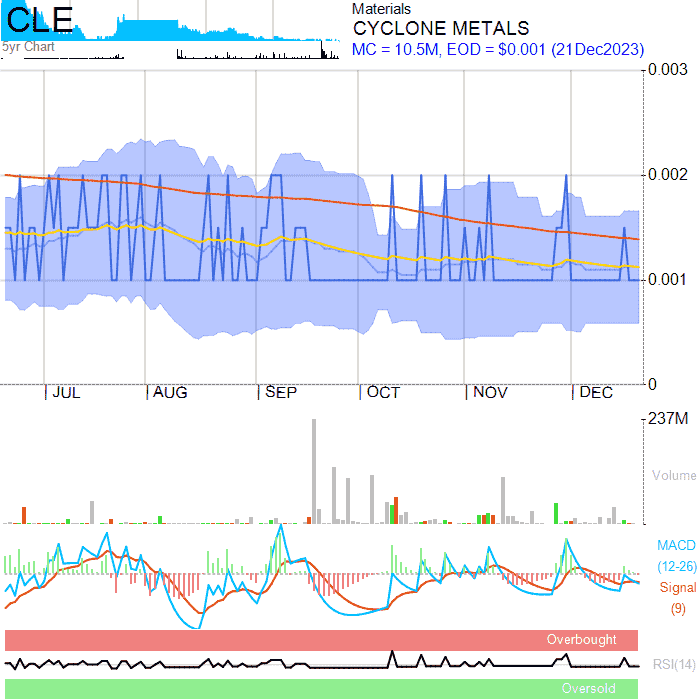 CLE
5yr Chart
Materials
CYCLONE METALS
MC = 10.5M, EOD = $0.001 (21Dec2023)
0.003
0.002
0.001
0
JUL AUG SEP OCT NOV DEC
237M
Volume
MACD
(12-26)
Signal
(9)
Overbought
RSI(14)
Oversold